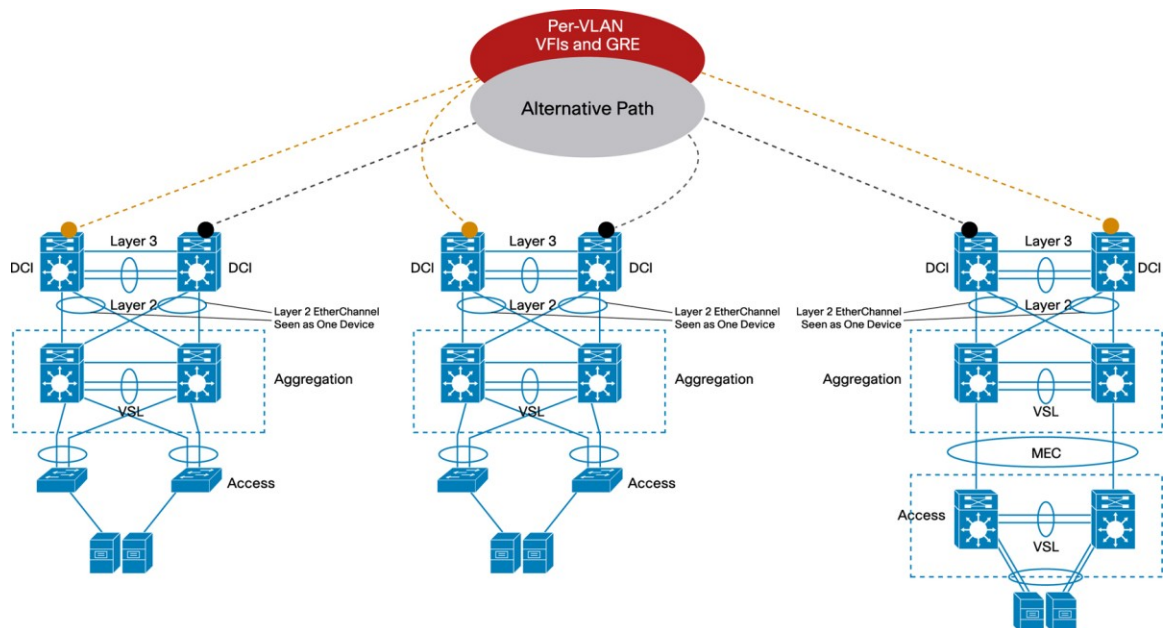 Per-VLAN
VFIs and GRE
Alternative Path
Layer 3
DCI
DCI
Layer 2
Layer 2 EtherChannel
Seen as One Device
Aggregation
VSL
Access
Layer 3
DCI
DCI
Layer 2
Layer 2 EtherChannel
Seen as One Device
Aggregation
VSL
Access
Layer 3
DCI
DCI
Layer 2
Layer 2 EtherChannel
Seen as One Device
Aggregation
VSL
MEC
Access
VSL